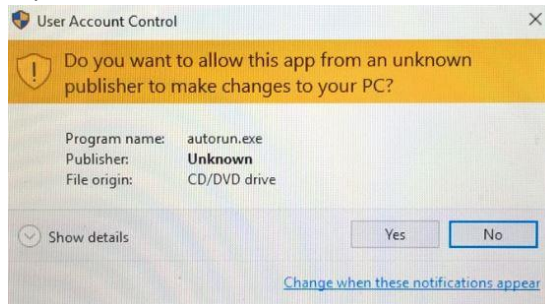 User Account Control
Do you want to allow this app from an unknown
publisher to make changes to your PC?
Program name: autorun.exe
Publisher: Unknown
File origin: CD/DVD drive
Show details
Yes
No
Change when these notifications appear